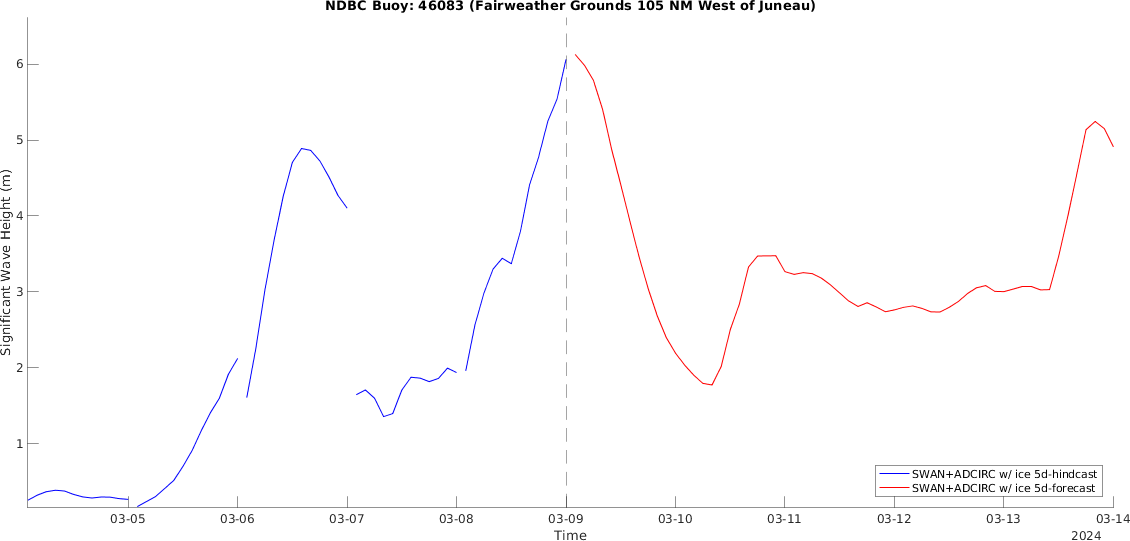 NDBC Buoy: 46083 (Fairweather Grounds 105 NM West of Juneau)
Significant Wave Height (m)
6
5
4
3
2
1
SWAN+ADCIRC w/ ice 5d-hindcast
SWAN+ADCIRC w/ ice 5d-forecast
03-05 03-06 03-07 03-08 03-09 03-10 03-11 03-12 03-13 03-14
Time
2024